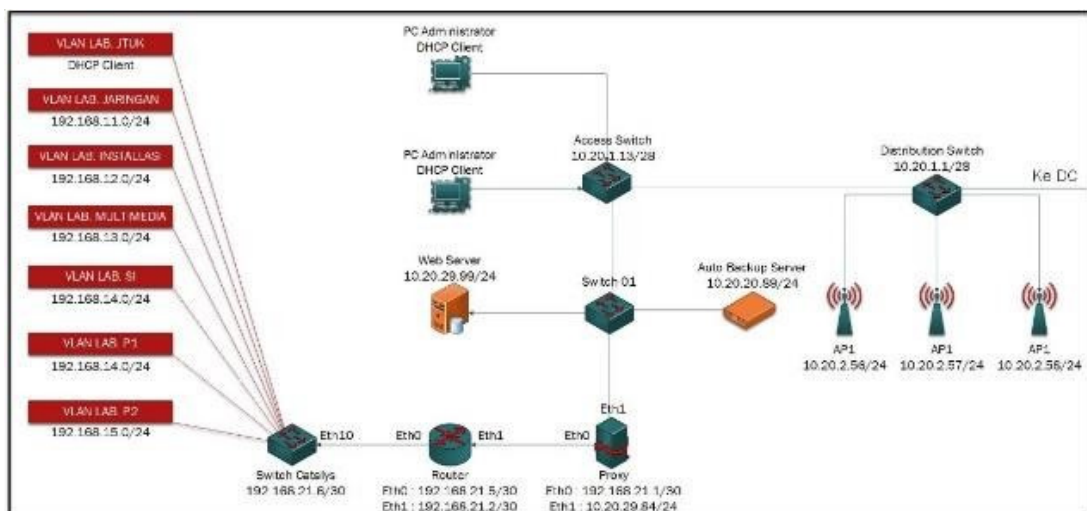 VLAN LAB. JTUK
DHCP Client
VLAN LAB. JARINGAN
192.168.11.0/24
VLAN LAB. INSTALLASI
192.168.12.0/24
VLAN LAB. MULTIMEDIA
192.168.13.0/24
VLAN LAB. SI
192.168.14.0/24
VLAN LAB. P1
192.168.14.0/24
VLAN LAB. P2
192.168.15.0/24
PC Administrator
DHCP Client
PC Administrator
DHCP Client
Access Switch
10.20.1.13/28
Distribution Switch
10.20.1.1/28
Ke DC
Web Server
10.20.29.99/24
Switch 01
Auto Backup Server
10.20.20.89/24
AP1
10.20.2.56/24
AP1
10.20.2.57/24
AP1
10.20.2.58/24
Eth10
Switch Catalys
192.168.21.6/30
Eth0
Eth1
Router
Eth0 : 192.168.21.5/30
Eth1 : 192.168.21.2/30
Eth1
Eth0
Proxy
Eth0 : 192.168.21.1/30
Eth1 : 10.20.29.84/24